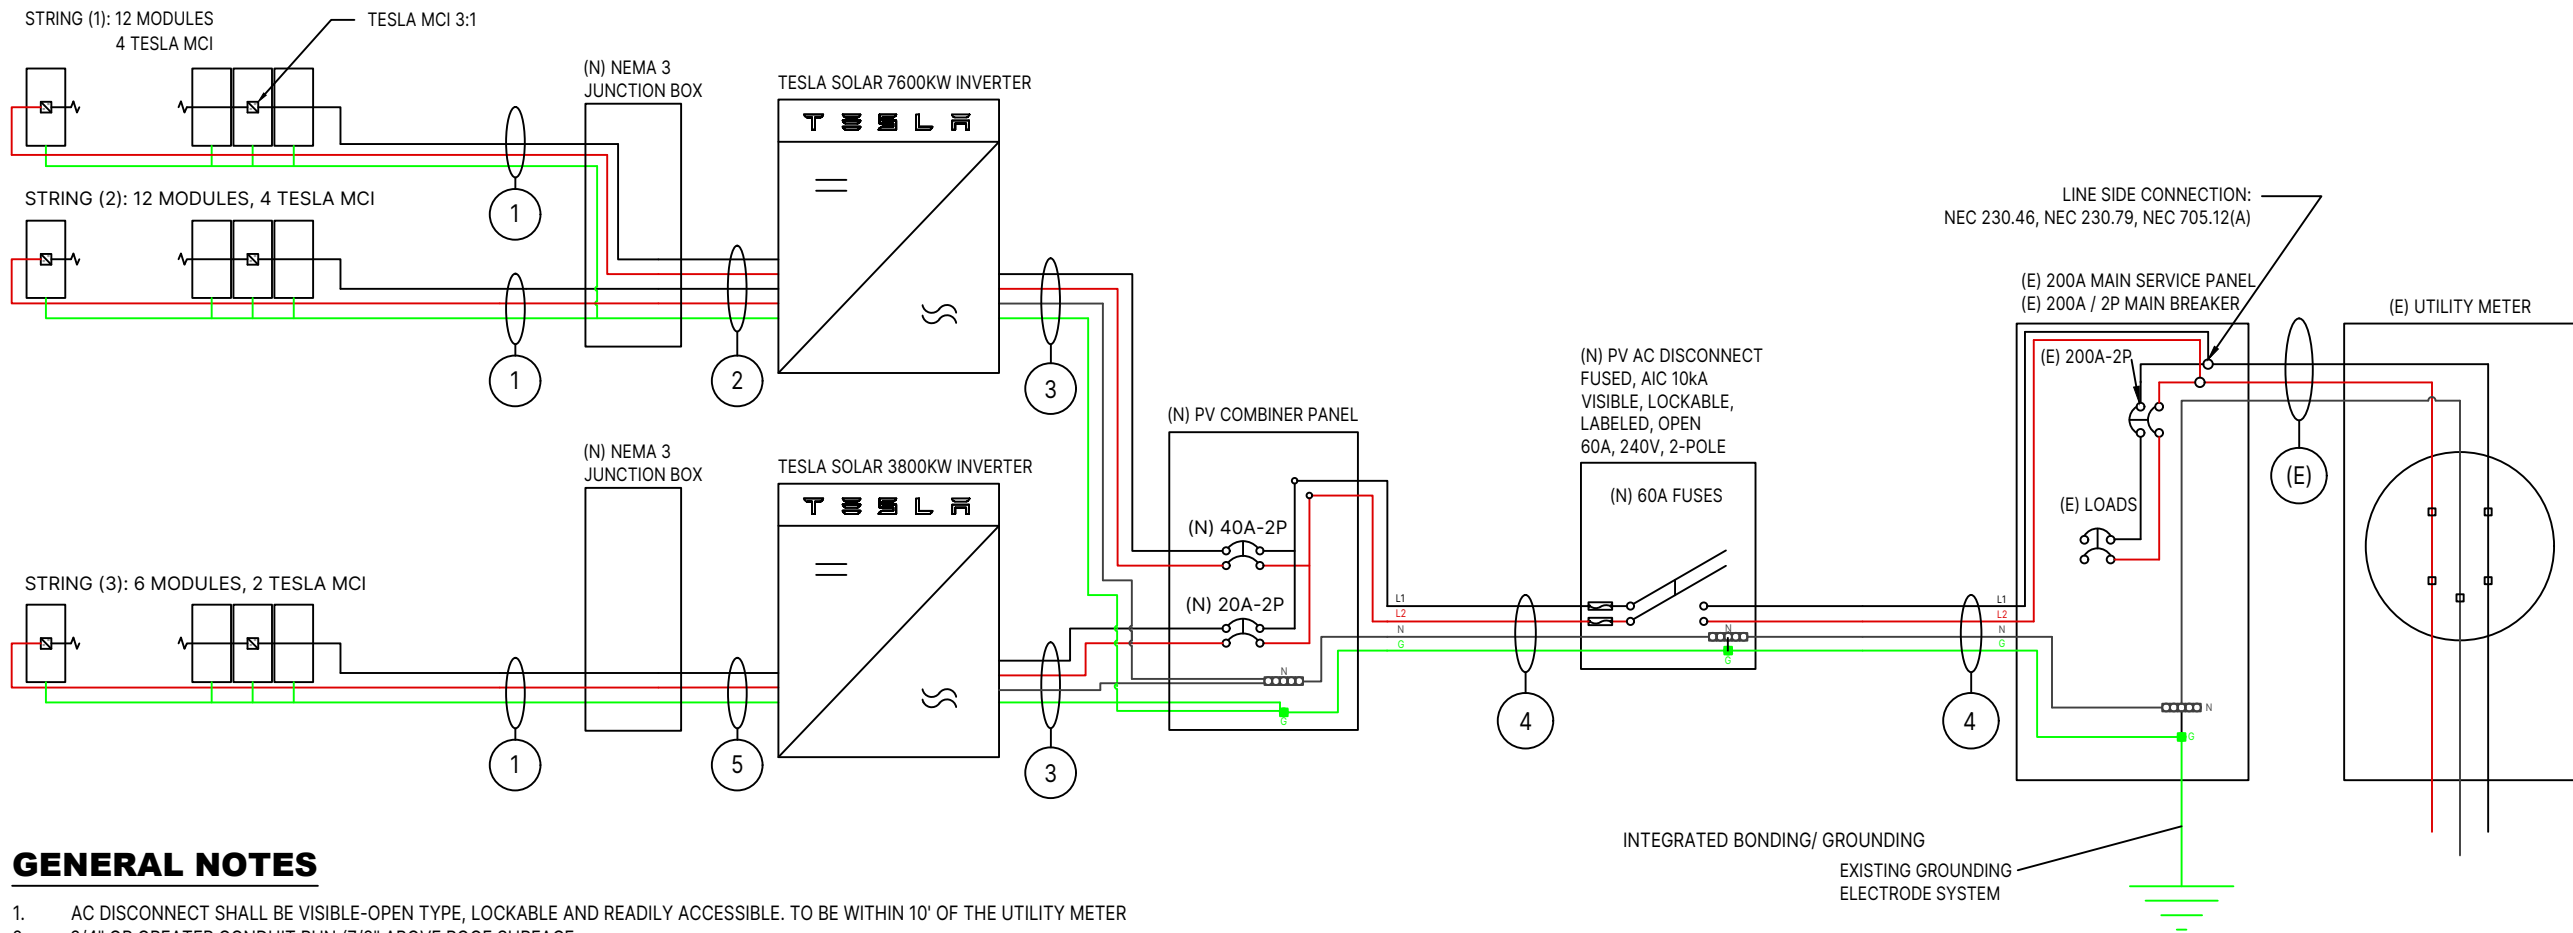 STRING (1): 12 MODULES
4 TESLA MCI
TESLA MCI 3:1
(N) NEMA 3
JUNCTION BOX
TESLA SOLAR 7600KW INVERTER
TESLA
1
STRING (2): 12 MODULES, 4 TESLA MCI
1
2
3
LINE SIDE CONNECTION:
NEC 230.46, NEC 230.79, NEC 705.12(A)
(E) 200A MAIN SERVICE PANEL
(E) 200A / 2P MAIN BREAKER
(E) UTILITY METER
(E) 200A-2P
(E) LOADS
(E)
(N) PV AC DISCONNECT
FUSED, AIC 10kA
VISIBLE, LOCKABLE,
LABELED, OPEN
60A, 240V, 2-POLE
(N) 60A FUSES
(N) PV COMBINER PANEL
(N) 40A-2P
(N) 20A-2P
N
G
L1
L2
N
G
4
N
G
4
L1
L2
N
G
N
G
(N) NEMA 3
JUNCTION BOX
TESLA SOLAR 3800KW INVERTER
TESLA
STRING (3): 6 MODULES, 2 TESLA MCI
1
5
3
INTEGRATED BONDING/ GROUNDING
EXISTING GROUNDING
ELECTRODE SYSTEM
GENERAL NOTES
1. AC DISCONNECT SHALL BE VISIBLE-OPEN TYPE, LOCKABLE AND READILY ACCESSIBLE. TO BE WITHIN 10' OF THE UTILITY METER